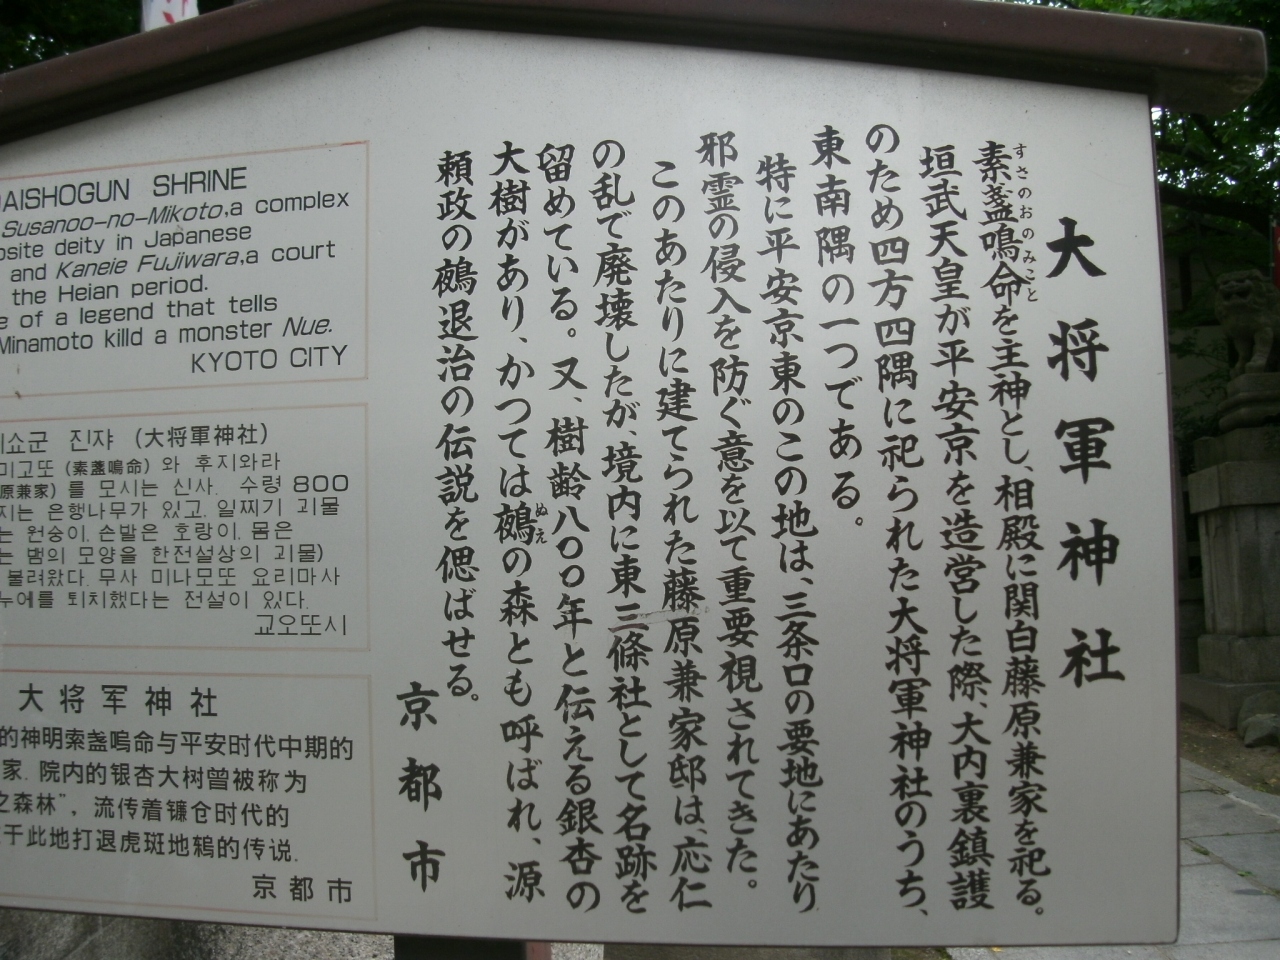 大将軍神社
素盞鳴命を主神とし、相殿に関白藤原兼家を祀る。
すさのおのみこと
垣武天皇が平安京を造営した際、大内裏鎮護
のため四方四隅に祀られた大将軍神社のうち、
東南隅の一つである。
特に平安京東のこの地は、三条口の要地にあたり
邪霊の侵入を防ぐ意を以て重要視されてきた。
このあたりに建てられた藤原兼家邸は、応仁
の乱で廃壊したが、境内に東三條社として名跡を
留めている。又、樹齢八〇〇年と伝える銀杏の
大樹があり、かつては鵺の森とも呼ばれ、源
ぬえ
頼政の鵺退治の伝説を偲ばせる。
京都市
DAISHOGUN SHRINE
Susanoo-no-Mikoto,a complex
deity in Japanese
and Kaneie Fujiwara,a court
the Heian period.
of a legend that tells
Minamoto killd a monster Nue.
KYOTO CITY
쇼군 진쟈 (大将軍神社)
미고또 (素盞鳴命) 와 후지와라
原兼家) 를 모시는 신사. 수령 800
지는 은행나무가 있고, 일찌기 괴물
는 원숭이, 손발은 호랑이, 몸은
는 뱀의 모양을 한전설상의 괴물)
불려왔다. 무사 미나모또 요리마사
누에를 퇴치했다는 전설이 있다.
교오또시
大将军神社
的神明索盏鸣命与平安时代中期的
家. 院内的银杏大树曾被称为
之森林”, 流传着镰仓时代的
于此地打退虎斑地鸫的传说.
京都市